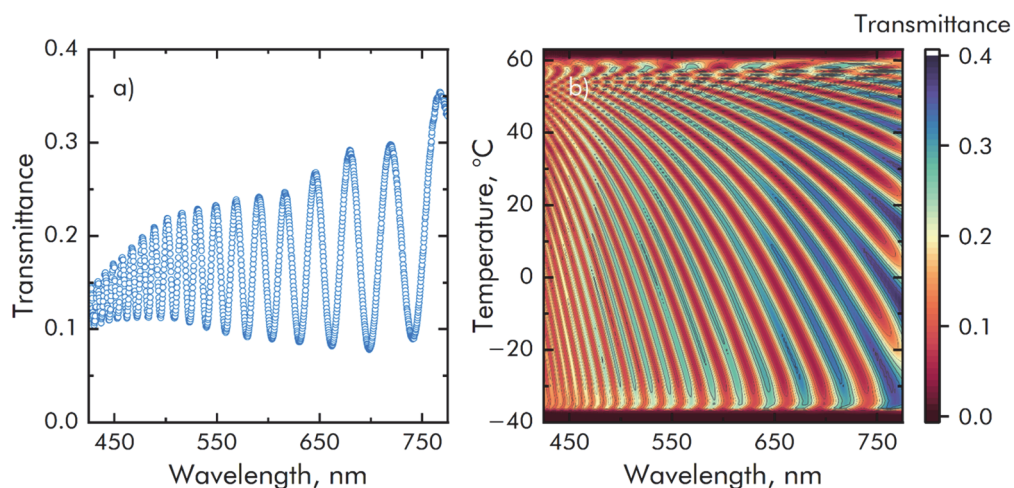 Transmittance
0.4
0.3
0.2
0.1
0.0
a)
450 550 650 750
Wavelength, nm
Transmittance
Temperature, °C
60
40
20
0
−20
−40
b)
450 550 650 750
Wavelength, nm
Transmittance
0.4
0.3
0.2
0.1
0.0